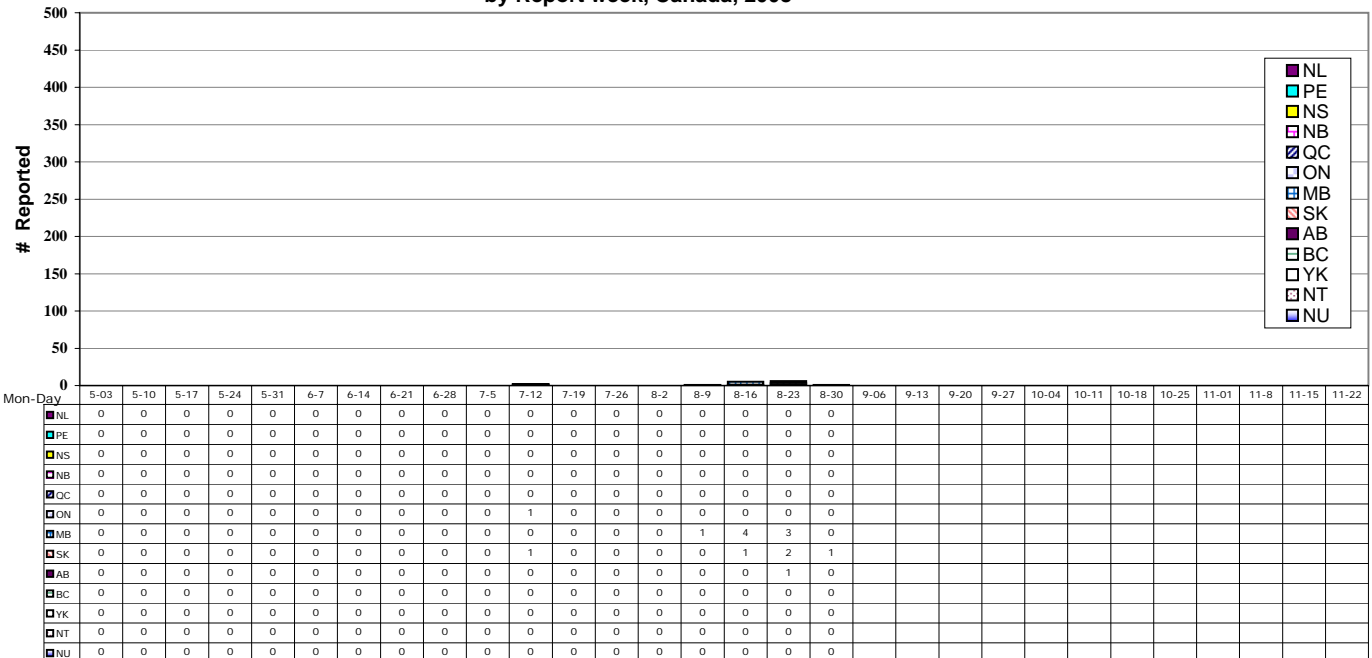 by Report week, Canada, 2008
500
450
400
350
300
250
200
150
100
50
0
# Reported
NL
PE
NS
NB
QC
ON
MB
SK
AB
BC
YK
NT
NU
Mon-Day 5-03 5-10 5-17 5-24 5-31 6-7 6-14 6-21 6-28 7-5 7-12 7-19 7-26 8-2 8-9 8-16 8-23 8-30 9-06 9-13 9-20 9-27 10-04 10-11 10-18 10-25 11-01 11-8 11-15 11-22
NL 0 0 0 0 0 0 0 0 0 0 0 0 0 0 0 0 0 0
PE 0 0 0 0 0 0 0 0 0 0 0 0 0 0 0 0 0 0
NS 0 0 0 0 0 0 0 0 0 0 0 0 0 0 0 0 0 0
NB 0 0 0 0 0 0 0 0 0 0 0 0 0 0 0 0 0 0
QC 0 0 0 0 0 0 0 0 0 0 0 0 0 0 0 0 0 0
ON 0 0 0 0 0 0 0 0 0 0 1 0 0 0 0 0 0 0
MB 0 0 0 0 0 0 0 0 0 0 0 0 0 0 1 4 3 0
SK 0 0 0 0 0 0 0 0 0 0 1 0 0 0 0 1 2 1
AB 0 0 0 0 0 0 0 0 0 0 0 0 0 0 0 0 1 0
BC 0 0 0 0 0 0 0 0 0 0 0 0 0 0 0 0 0 0
YK 0 0 0 0 0 0 0 0 0 0 0 0 0 0 0 0 0 0
NT 0 0 0 0 0 0 0 0 0 0 0 0 0 0 0 0 0 0
NU 0 0 0 0 0 0 0 0 0 0 0 0 0 0 0 0 0 0